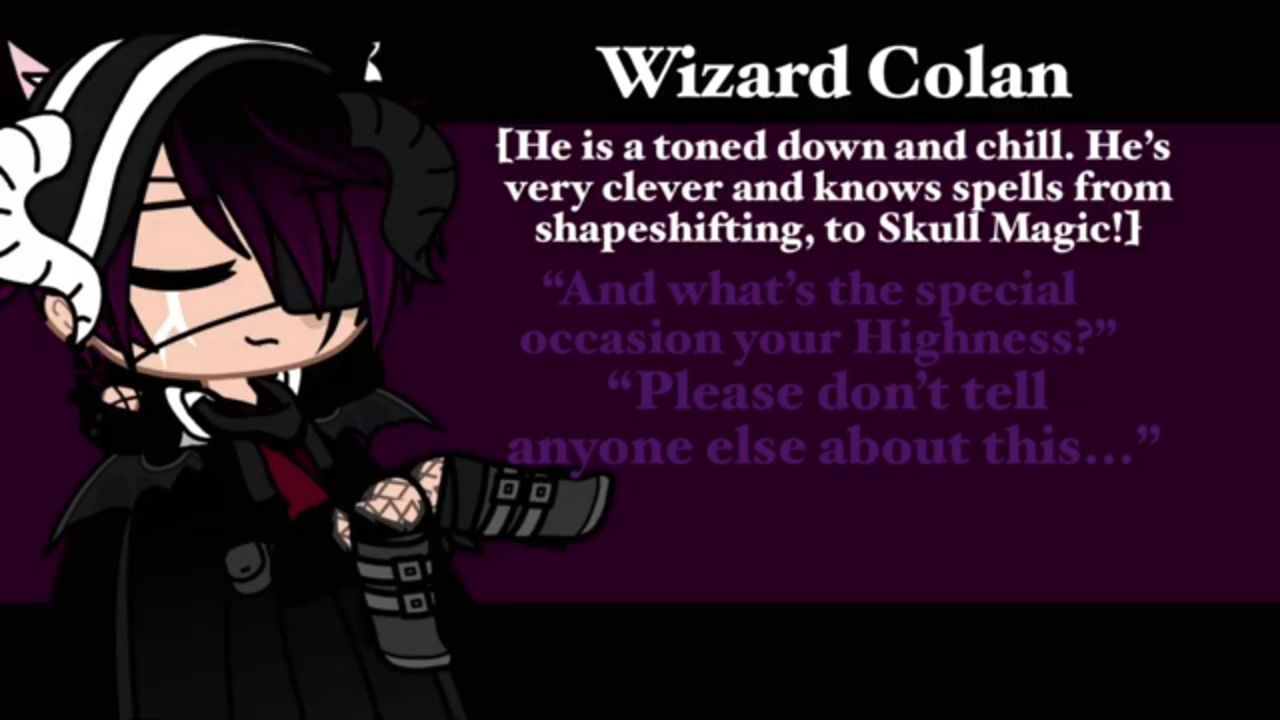 Wizard Colan
[He is a toned down and chill. He's
very clever and knows spells from
shapeshifting, to Skull Magic!]
“And what's the special
occasion your Highness?”
“Please don't tell
anyone else about this...”